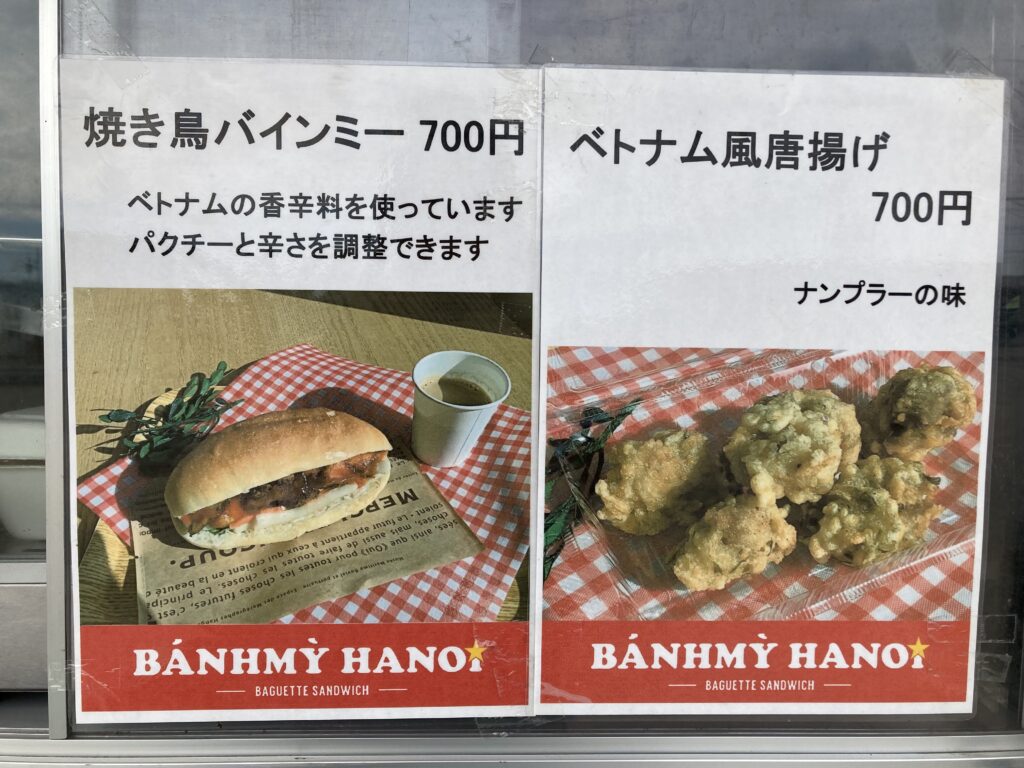 焼き鳥バインミー 700円
ベトナムの香辛料を使っています
パクチーと辛さを調整できます
MERCI
COUP.
BÁNHMỲ HANOI
BAGUETTE SANDWICH
ベトナム風唐揚げ
700円
ナンプラーの味
BÁNHMỲ HANOI
BAGUETTE SANDWICH